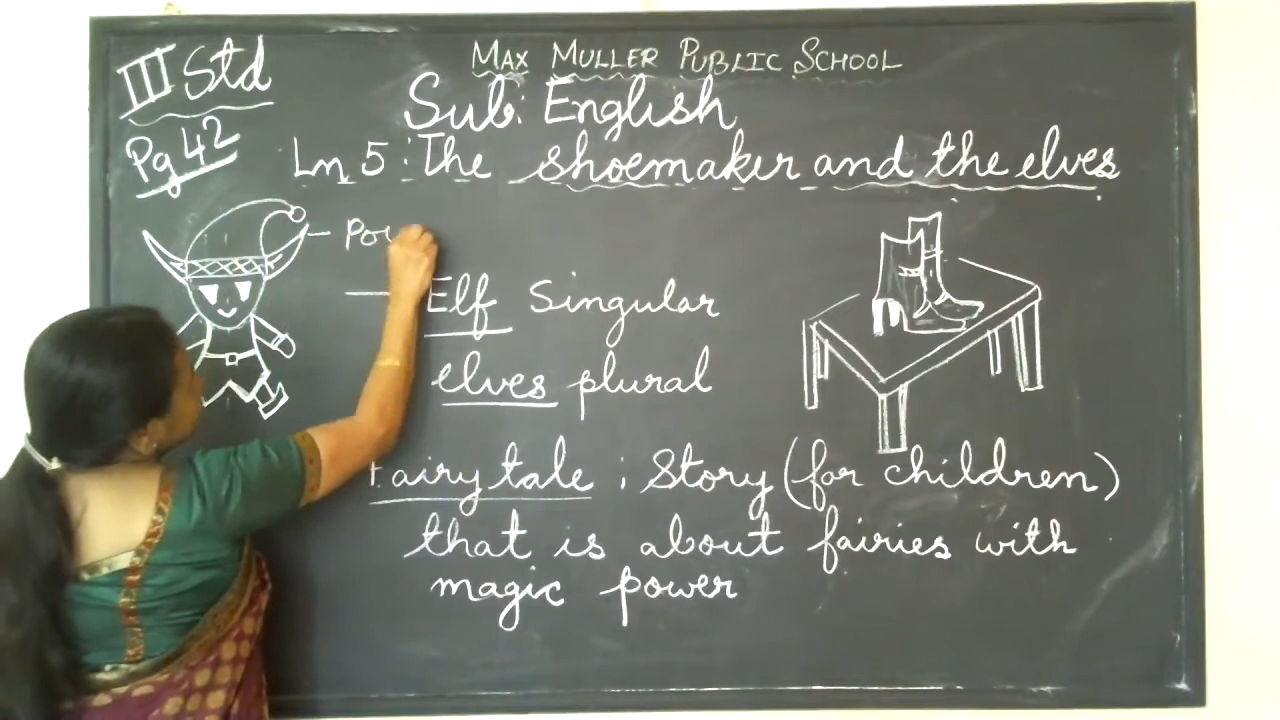 MAX MULLER PUBLIC SCHOOL
III Std
Sub: English
Pg 42
Ln 5 : The shoemaker and the elves
Elf Singular
elves plural
Fairy tale ; Story (for children)
that is about fairies with
magic power